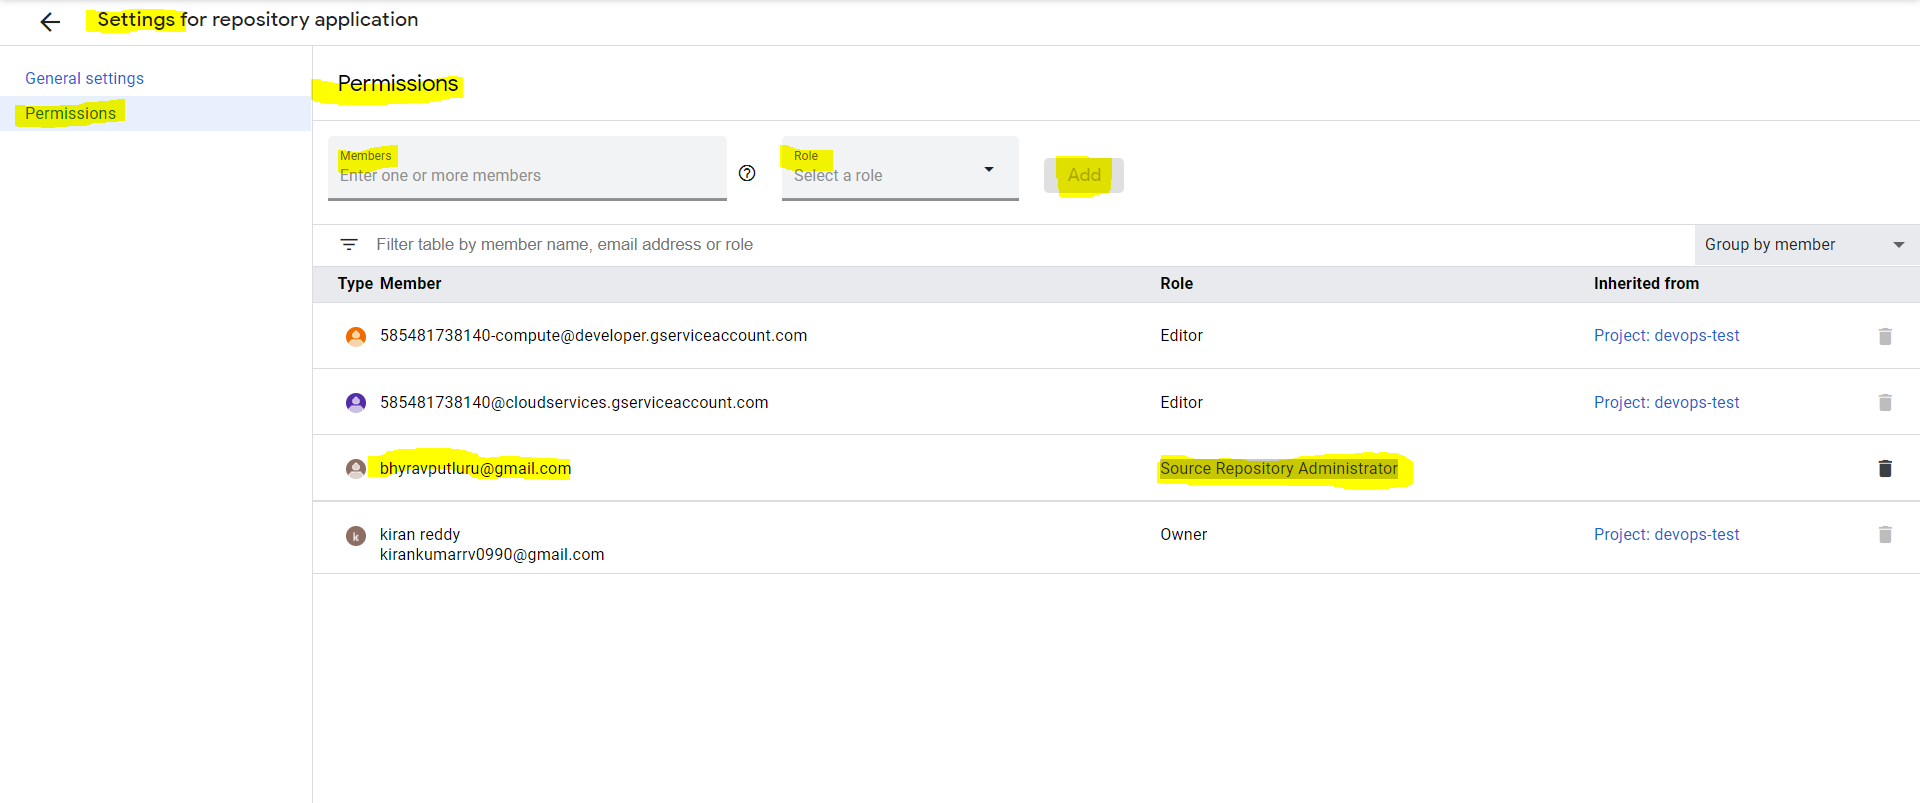 Settings for repository application
General settings
Permissions
Permissions
Members
Enter one or more members
Role
Select a role
Add
Filter table by member name, email address or role
Group by member
Type Member Role Inherited from
585481738140-compute@developer.gserviceaccount.com Editor Project: devops-test
585481738140@cloudservices.gserviceaccount.com Editor Project: devops-test
bhyravputluru@gmail.com Source Repository Administrator
k kiran reddy Owner Project: devops-test
kirankumarrv0990@gmail.com